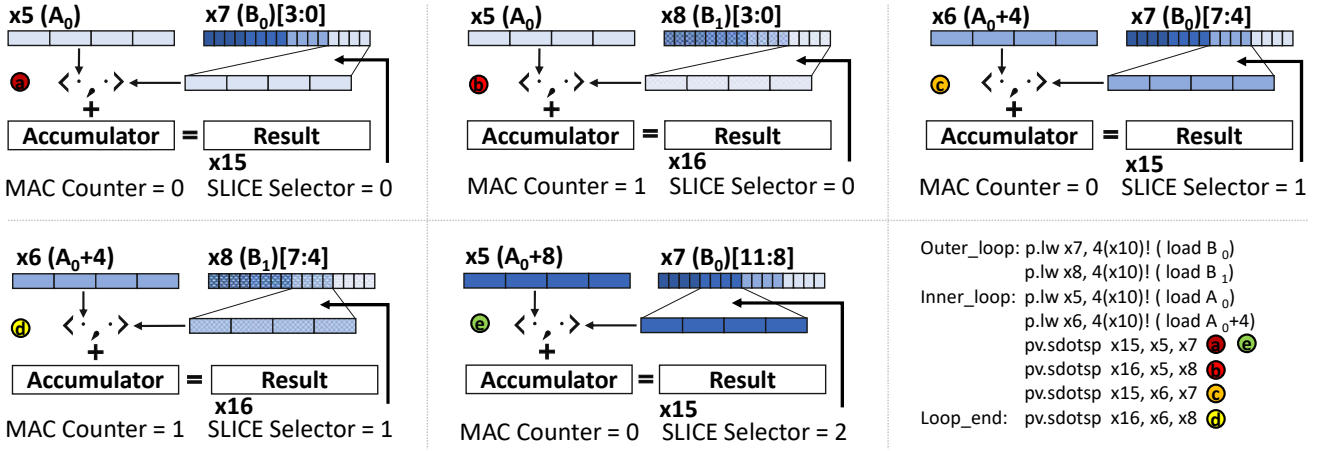 x5 (A0) x7 (B0)[3:0]
a < . , . >
+
Accumulator = Result
x15
MAC Counter = 0 SLICE Selector = 0
x5 (A0) x8 (B1)[3:0]
b < . , . >
+
Accumulator = Result
x16
MAC Counter = 1 SLICE Selector = 0
x6 (A0+4) x7 (B0)[7:4]
c < . , . >
+
Accumulator = Result
x15
MAC Counter = 0 SLICE Selector = 1
x6 (A0+4) x8 (B1)[7:4]
d < . , . >
+
Accumulator = Result
x16
MAC Counter = 1 SLICE Selector = 1
x5 (A0+8) x7 (B0)[11:8]
e < . , . >
+
Accumulator = Result
x15
MAC Counter = 0 SLICE Selector = 2
Outer_loop: p.lw x7, 4(x10)! ( load B 0)
p.lw x8, 4(x10)! ( load B 1)
Inner_loop: p.lw x5, 4(x10)! ( load A 0)
p.lw x6, 4(x10)! ( load A 0+4)
pv.sdotsp x15, x5, x7 a e
pv.sdotsp x16, x5, x8 b
pv.sdotsp x15, x6, x7 c
Loop_end: pv.sdotsp x16, x6, x8 d